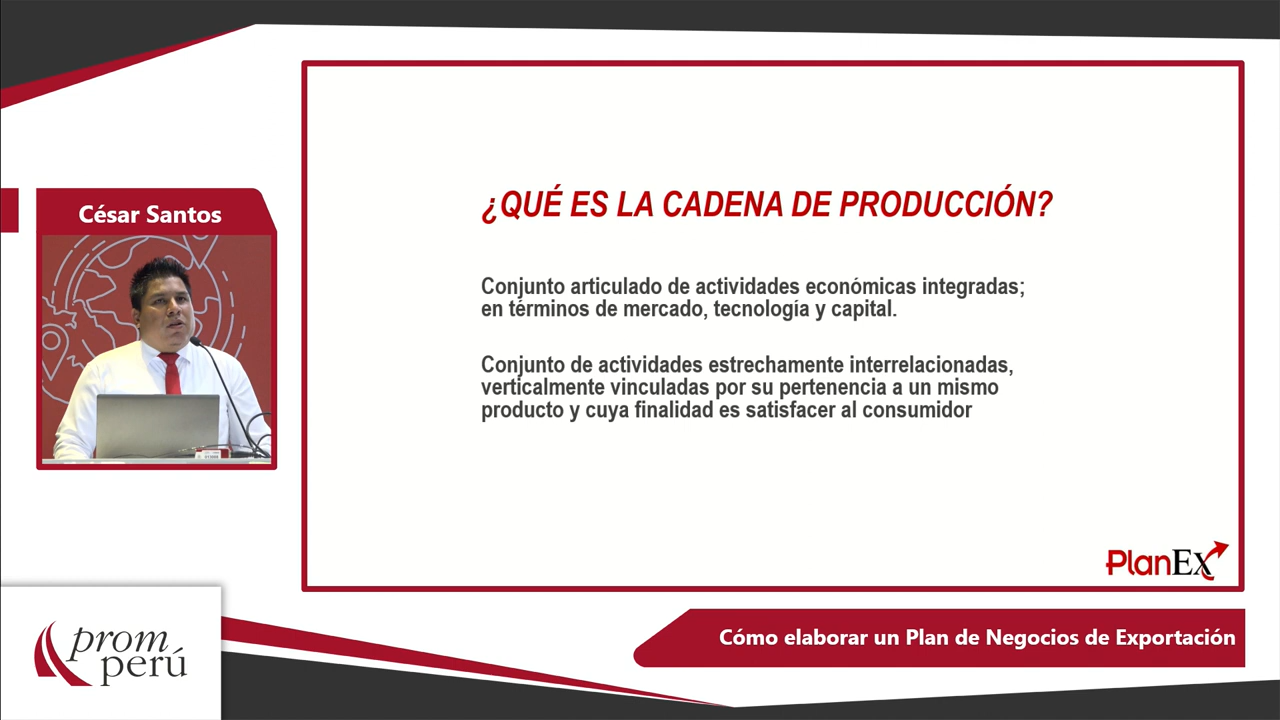 César Santos
¿QUÉ ES LA CADENA DE PRODUCCIÓN?
Conjunto articulado de actividades económicas integradas;
en términos de mercado, tecnología y capital.
Conjunto de actividades estrechamente interrelacionadas,
verticalmente vinculadas por su pertenencia a un mismo
producto y cuya finalidad es satisfacer al consumidor
PlanEx
Cómo elaborar un Plan de Negocios de Exportación
prom
perú